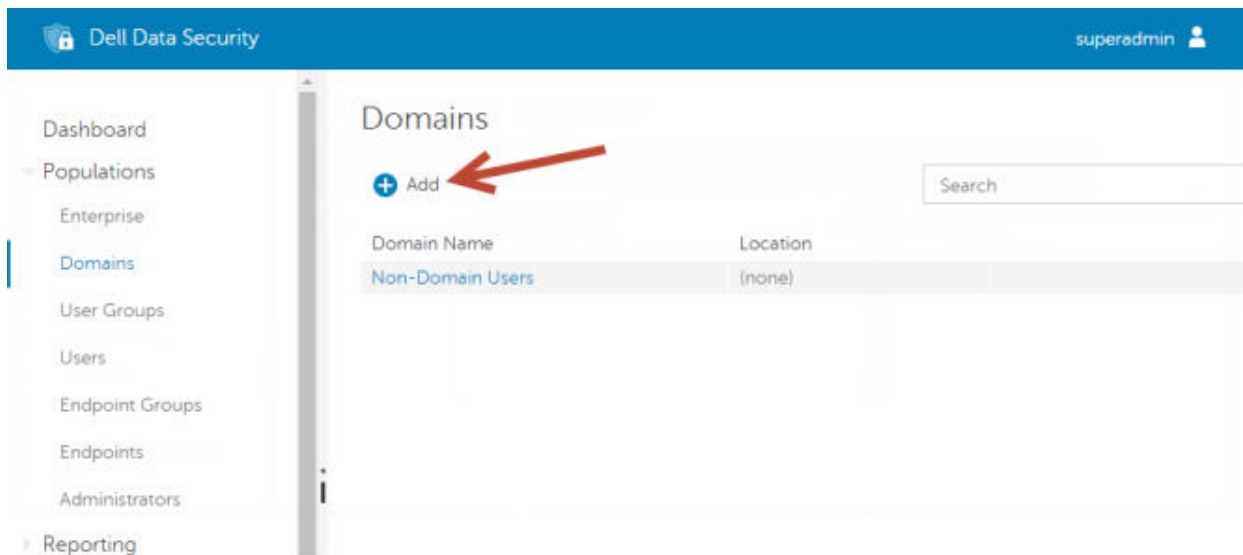 Dell Data Security
superadmin
Dashboard
Populations
Enterprise
Domains
User Groups
Users
Endpoint Groups
Endpoints
Administrators
Reporting
Domains
Add
Search
Domain Name Location
Non-Domain Users (none)